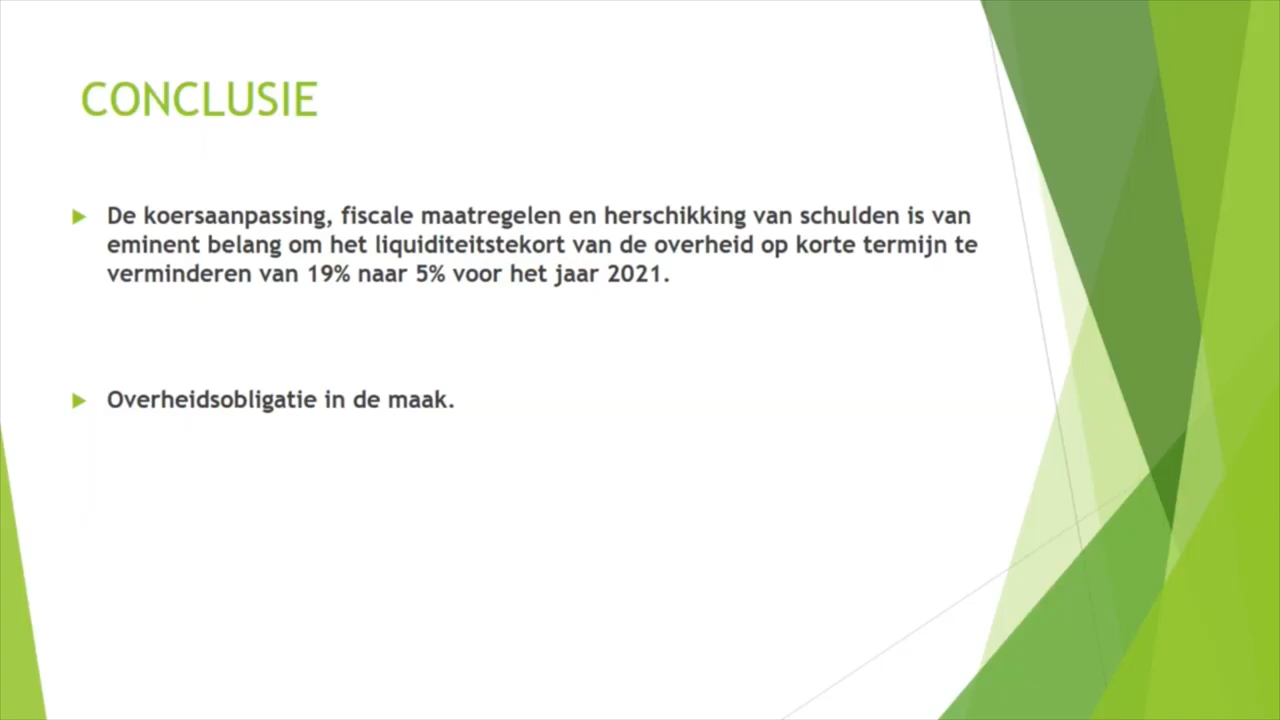 CONCLUSIE
De koersaanpassing, fiscale maatregelen en herschikking van schulden is van
eminent belang om het liquiditeitstekort van de overheid op korte termijn te
verminderen van 19% naar 5% voor het jaar 2021.
Overheidsobligatie in de maak.